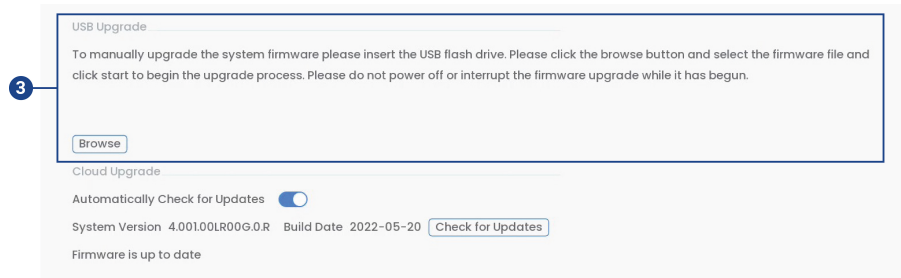 USB Upgrade
To manually upgrade the system firmware please insert the USB flash drive. Please click the browse button and select the firmware file and
click start to begin the upgrade process. Please do not power off or interrupt the firmware upgrade while it has begun.
3
Browse
Cloud Upgrade
Automatically Check for Updates
System Version 4.001.00LR00G.0.R Build Date 2022-05-20 Check for Updates
Firmware is up to date